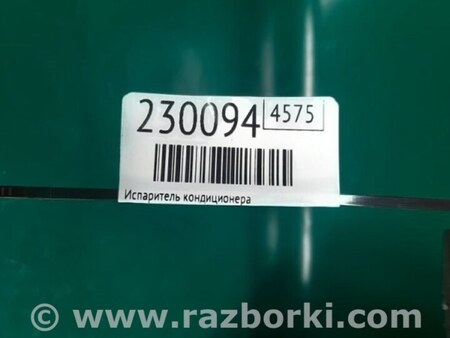 230094 4575
Испаритель кондиционера
© www.razborki.com